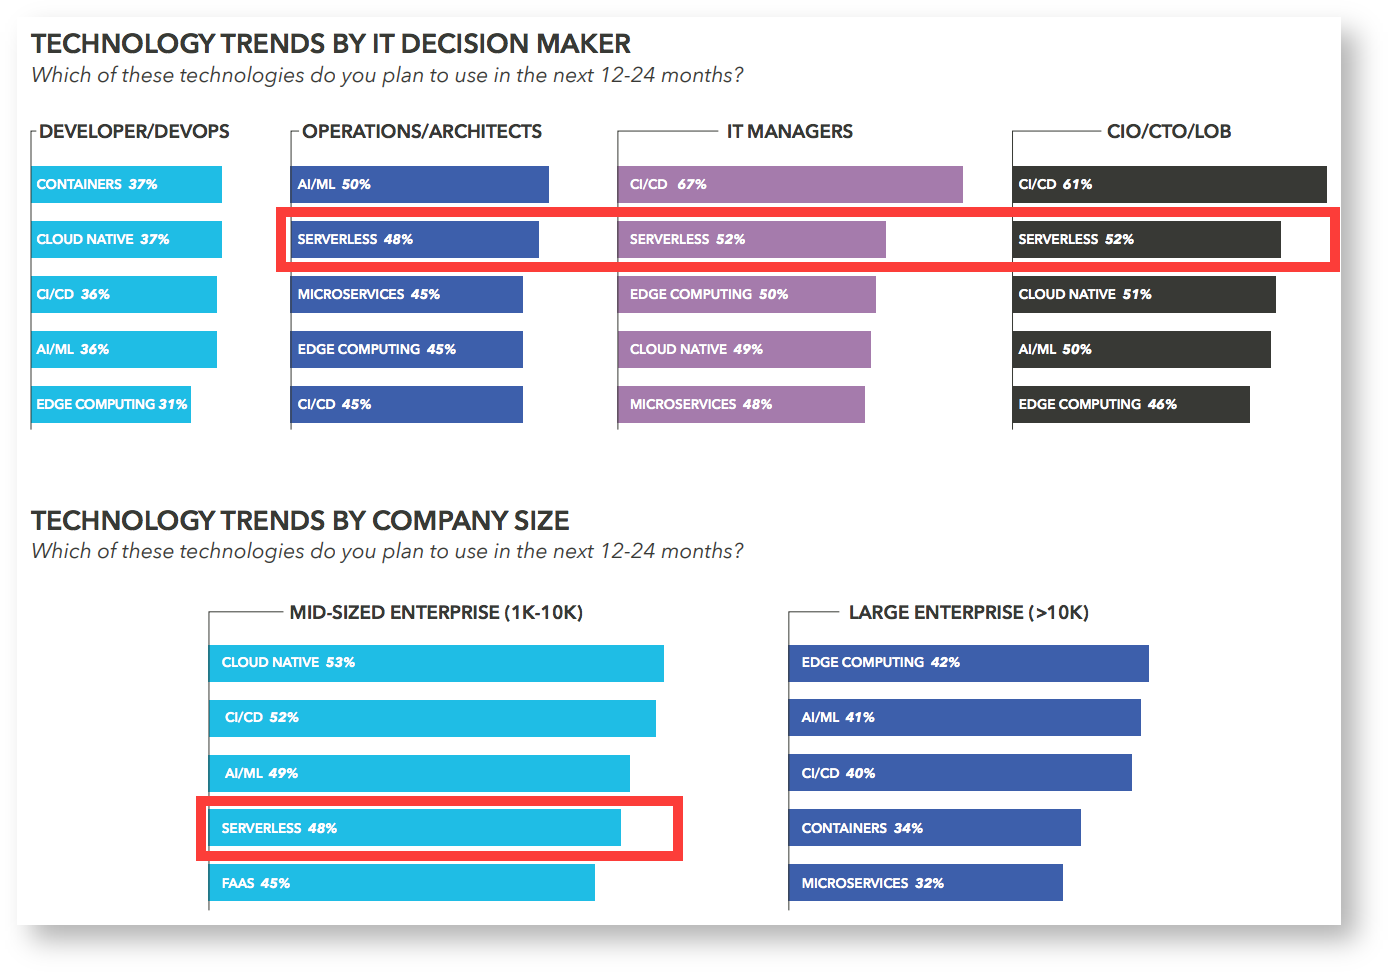 TECHNOLOGY TRENDS BY IT DECISION MAKER
Which of these technologies do you plan to use in the next 12-24 months?
DEVELOPER/DEVOPS
CONTAINERS 37%
CLOUD NATIVE 37%
CI/CD 36%
AI/ML 36%
EDGE COMPUTING 31%
OPERATIONS/ARCHITECTS
AI/ML 50%
SERVERLESS 48%
MICROSERVICES 45%
EDGE COMPUTING 45%
CI/CD 45%
IT MANAGERS
CI/CD 67%
SERVERLESS 52%
EDGE COMPUTING 50%
CLOUD NATIVE 49%
MICROSERVICES 48%
CIO/CTO/LOB
CI/CD 61%
SERVERLESS 52%
CLOUD NATIVE 51%
AI/ML 50%
EDGE COMPUTING 46%
TECHNOLOGY TRENDS BY COMPANY SIZE
Which of these technologies do you plan to use in the next 12-24 months?
MID-SIZED ENTERPRISE (1K-10K)
CLOUD NATIVE 53%
CI/CD 52%
AI/ML 49%
SERVERLESS 48%
FAAS 45%
LARGE ENTERPRISE (>10K)
EDGE COMPUTING 42%
AI/ML 41%
CI/CD 40%
CONTAINERS 34%
MICROSERVICES 32%